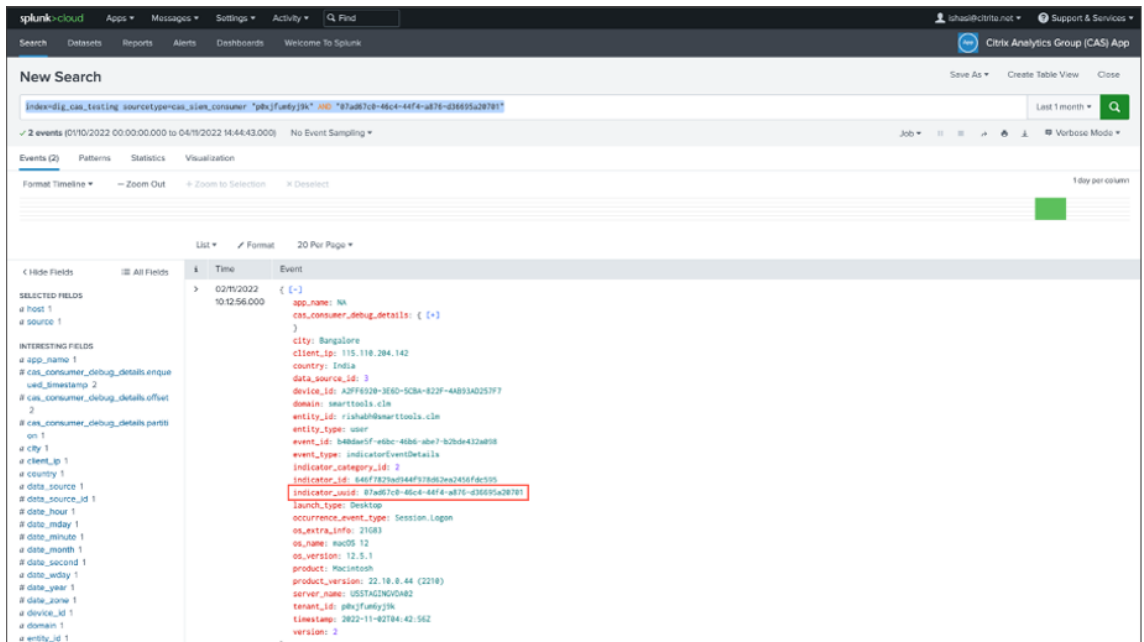 splunk>cloud Apps ▾ Messages ▾ Settings ▾ Activity ▾ Find ishasi@citrite.net ▾ Support & Services ▾
Search Datasets Reports Alerts Dashboards Welcome To Splunk App Citrix Analytics Group (CAS) App
New Search Save As ▾ Create Table View Close
index=dig_cas_testing sourcetype=cas_siem_consumer "p0xjfum6yj9k" AND "07ad67c0-46c4-44f4-a876-d36695a20701" Last 1 month ▾
✓ 2 events (01/10/2022 00:00:00.000 to 04/11/2022 14:44:43.000) No Event Sampling ▾ Job ▾ Verbose Mode ▾
Events (2) Patterns Statistics Visualization
Format Timeline ▾ — Zoom Out + Zoom to Selection × Deselect 1 day per column
List ▾ Format 20 Per Page ▾
< Hide Fields All Fields i Time Event
SELECTED FIELDS
a host 1
a source 1
INTERESTING FIELDS
a app_name 1
# cas_consumer_debug_details.enque
ued_timestamp 2
# cas_consumer_debug_details.offset
2
# cas_consumer_debug_details.partiti
on 1
a city 1
a client_ip 1
a country 1
a data_source 1
# data_source_id 1
# date_hour 1
# date_mday 1
# date_minute 1
a date_month 1
# date_second 1
a date_wday 1
# date_year 1
# date_zone 1
a device_id 1
a domain 1
a entity_id 1
> 02/11/2022 { [-]
10:12:56.000 app_name: NA
cas_consumer_debug_details: { [+]
}
city: Bangalore
client_ip: 115.110.204.142
country: India
data_source_id: 3
device_id: A2FF6920-3E6D-5CBA-822F-4AB93AD257F7
domain: smarttools.clm
entity_id: rishabh@smarttools.clm
entity_type: user
event_id: b40dae5f-e6bc-46b6-abe7-b2bde432a098
event_type: indicatorEventDetails
indicator_category_id: 2
indicator_id: 646f7829ad944f978d62ea2456fdc595
indicator_uuid: 07ad67c0-46c4-44f4-a876-d36695a20701
launch_type: Desktop
occurrence_event_type: Session.Logon
os_extra_info: 21G83
os_name: macOS 12
os_version: 12.5.1
product: Macintosh
product_version: 22.10.0.44 (2210)
server_name: USSTAGINGVDA02
tenant_id: p0xjfum6yj9k
timestamp: 2022-11-02T04:42:56Z
version: 2